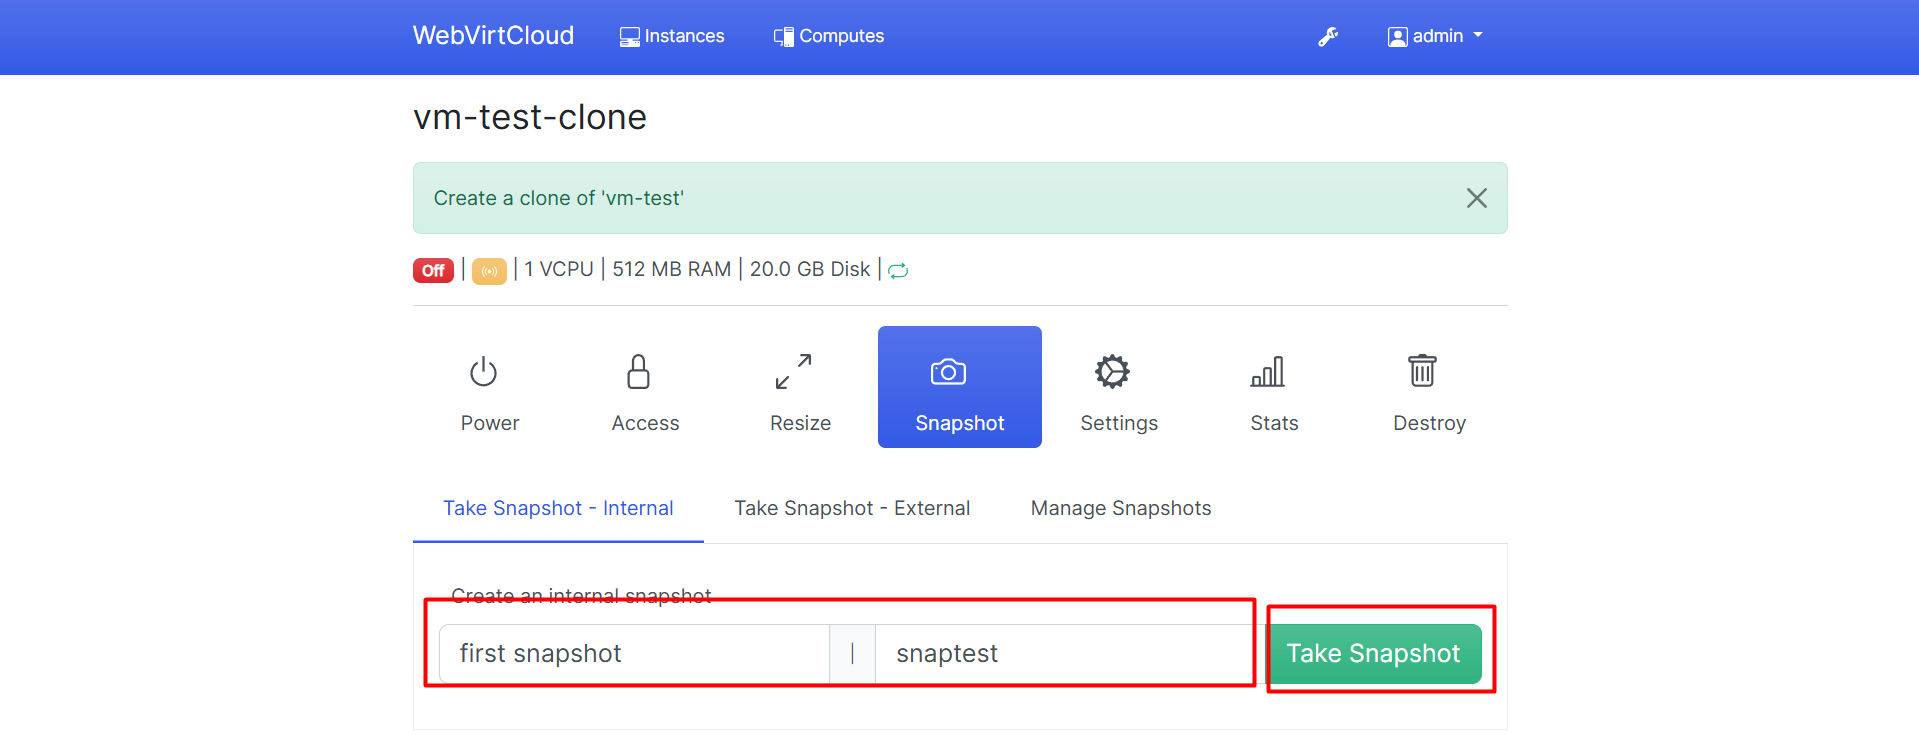 WebVirtCloud Instances Computes admin
vm-test-clone
Create a clone of 'vm-test'
Off | | 1 VCPU | 512 MB RAM | 20.0 GB Disk |
Power Access Resize Snapshot Settings Stats Destroy
Take Snapshot - Internal Take Snapshot - External Manage Snapshots
Create an internal snapshot
first snapshot | snaptest Take Snapshot